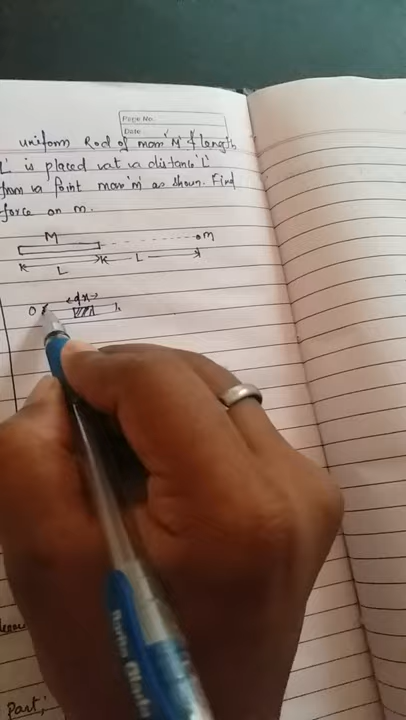 Page No.
Date
uniform Rod of mass 'M' & length
'L' is placed at a distance 'L'
from a point mass 'm' as shown. Find
force on m.
M
m
L
L
dx
O
Part,